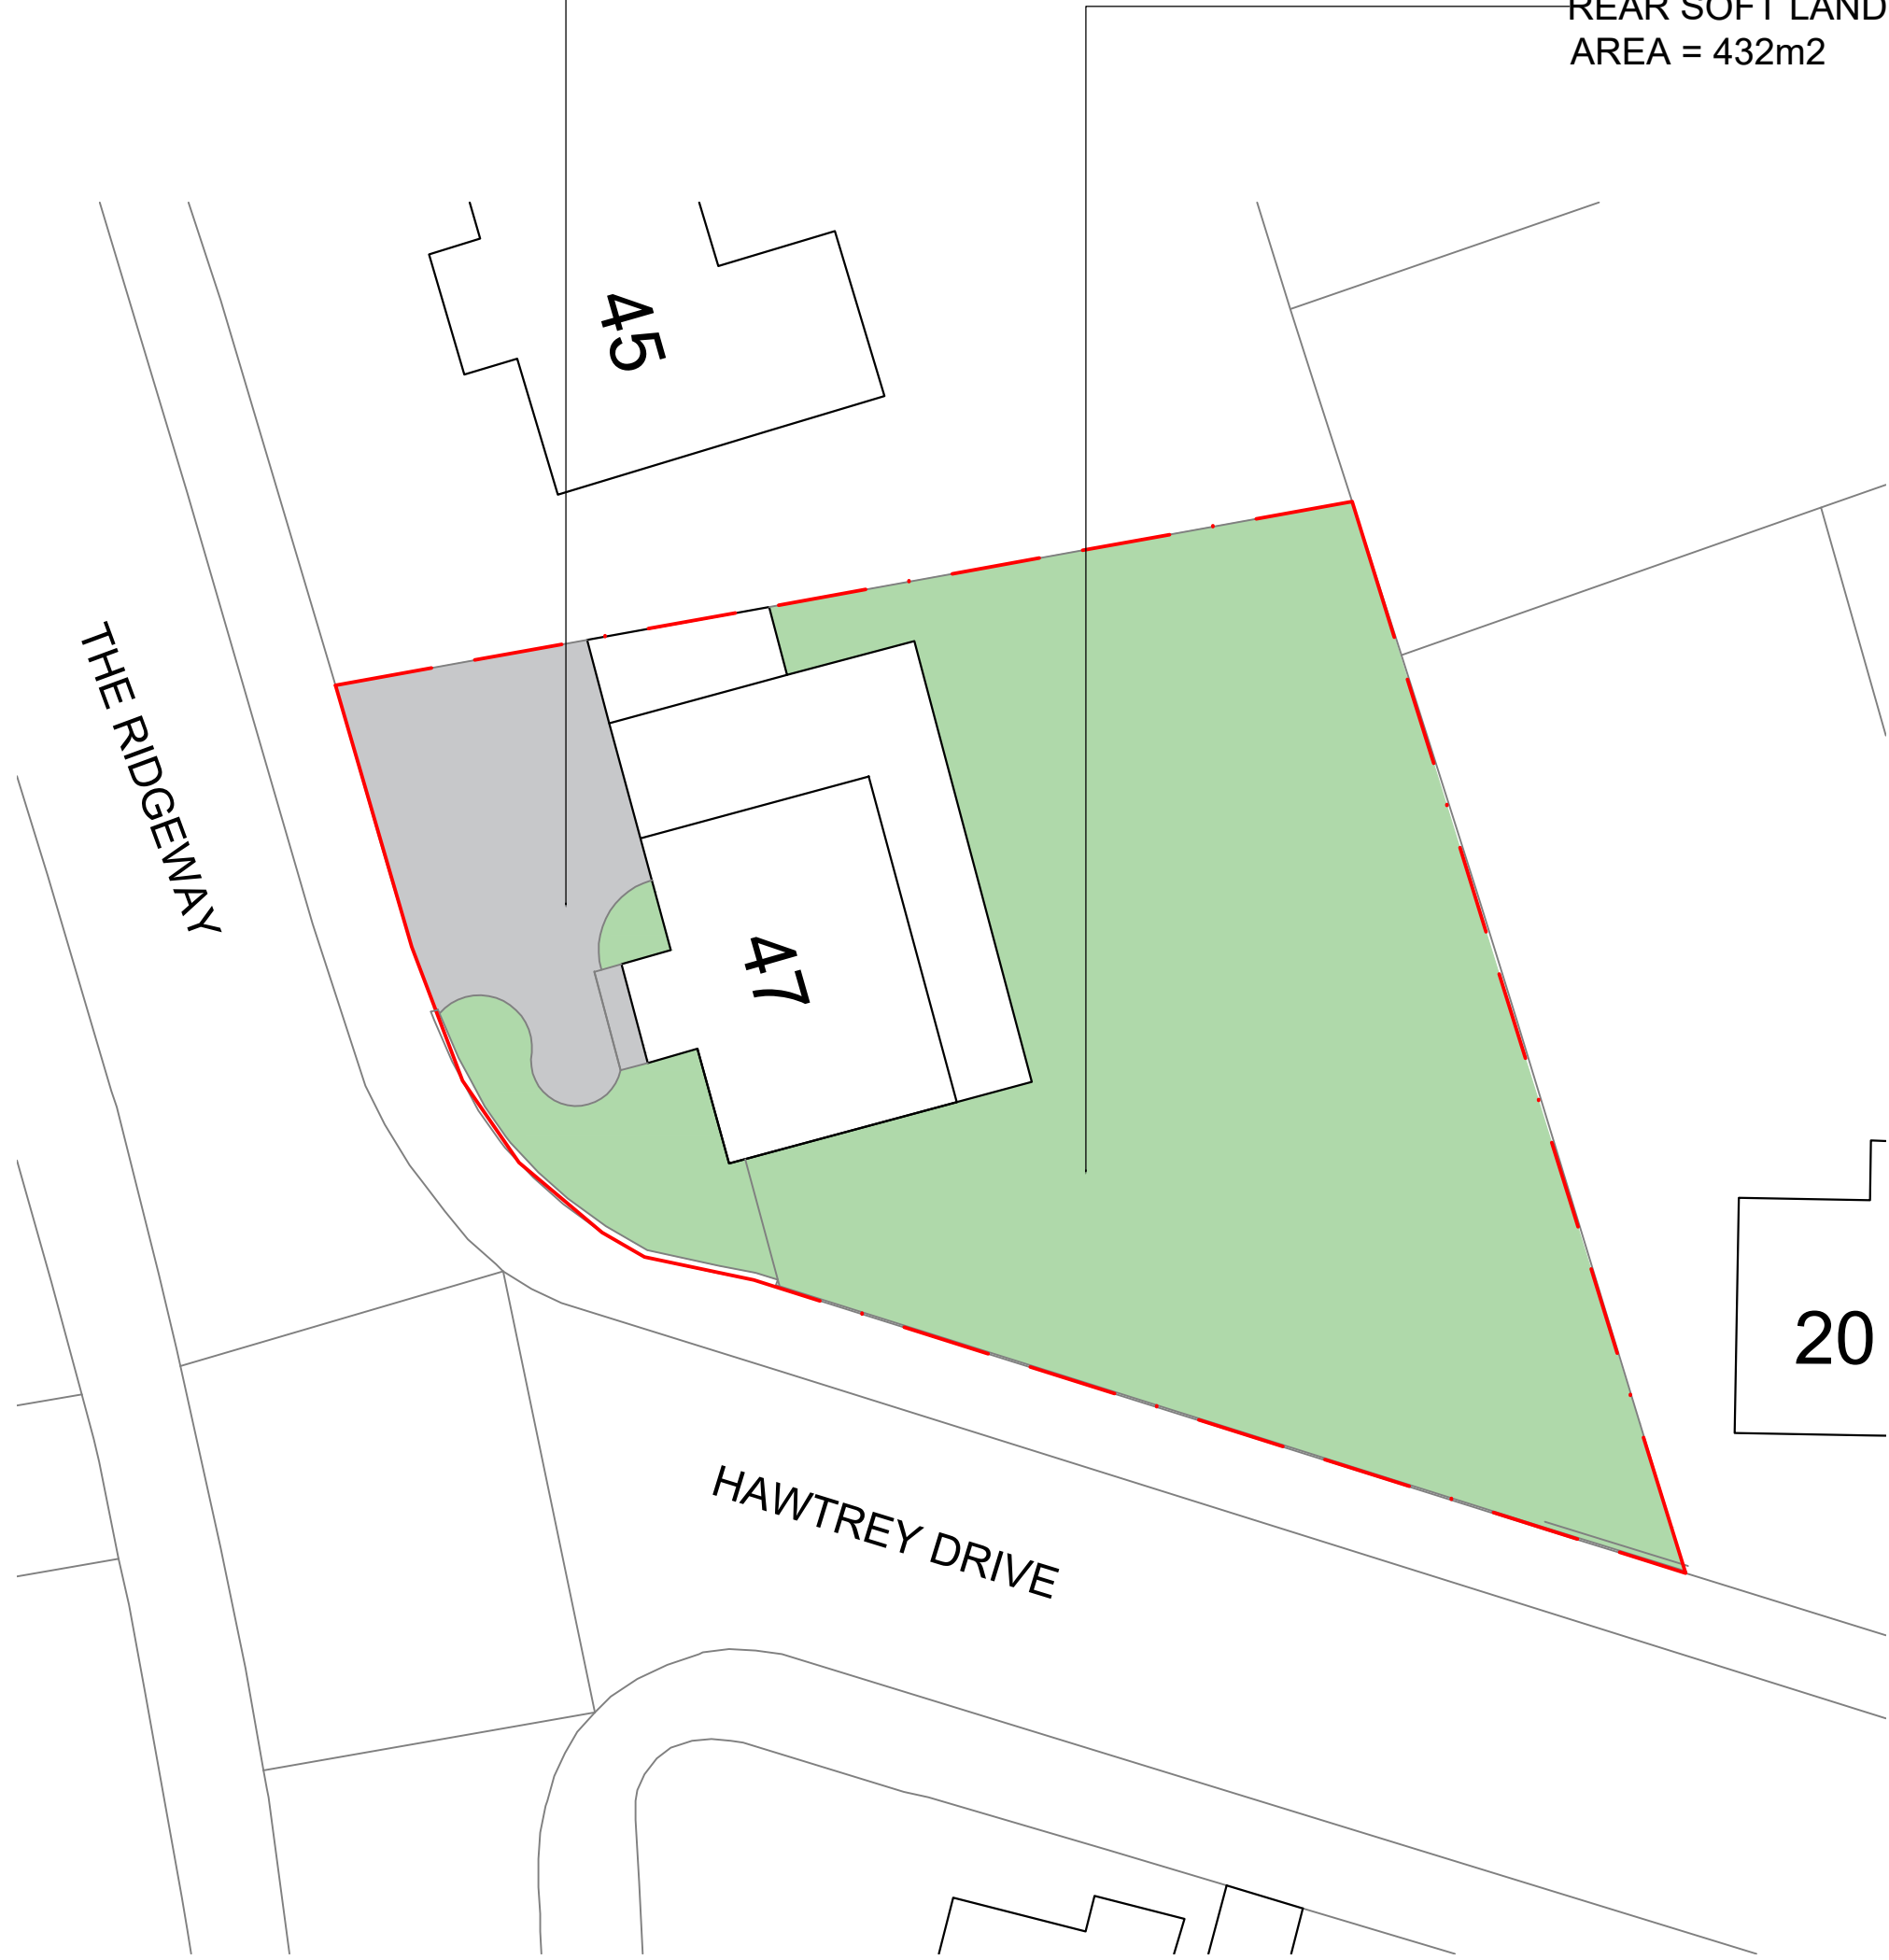 REAR SOFT LAND
AREA = 432m2
45
THE RIDGEWAY
47
20
HAWTREY DRIVE